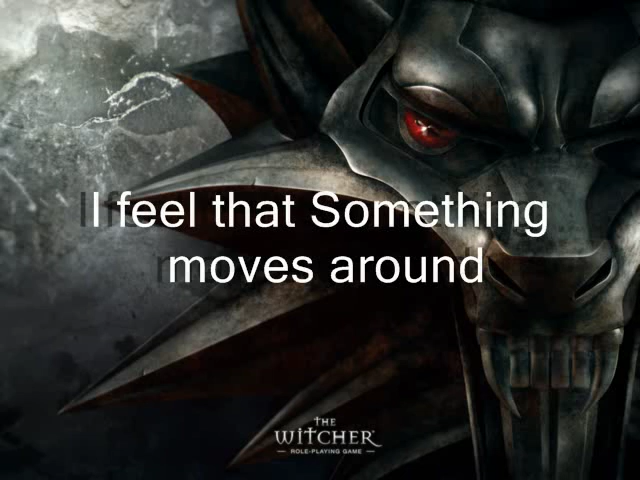 I feel that Something
moves around
THE
WITCHER
ROLE-PLAYING GAME